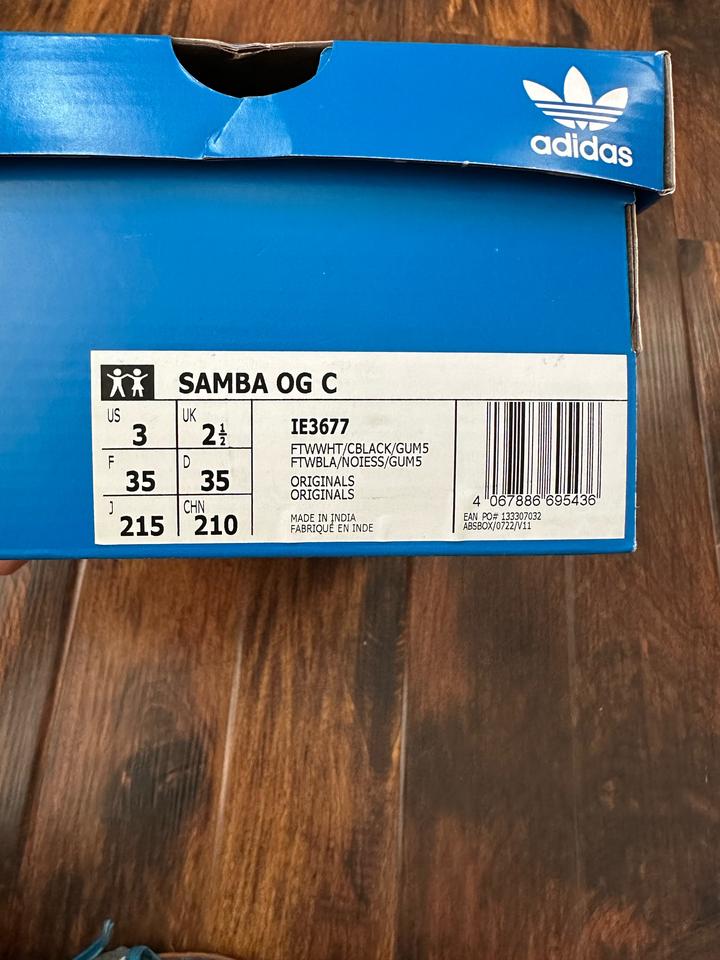 adidas
SAMBA OG C
US 3
UK 2½
F 35
D 35
J 215
CHN 210
IE3677
FTWWHT/CBLACK/GUM5
FTWBLA/NOIESS/GUM5
ORIGINALS
ORIGINALS
MADE IN INDIA
FABRIQUÉ EN INDE
4 067886 695436
EAN PO# 133307032
ABSBOX/0722/V11